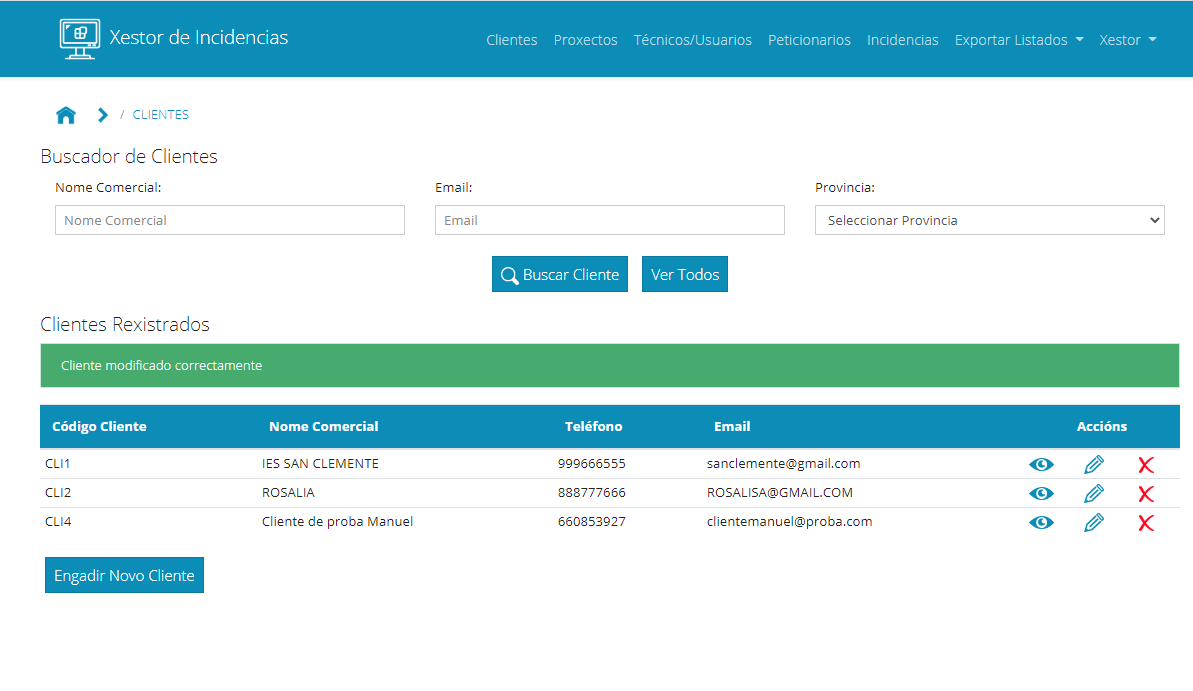 Xestor de Incidencias
Clientes Proxectos Técnicos/Usuarios Peticionarios Incidencias Exportar Listados Xestor
/ CLIENTES
Buscador de Clientes
Nome Comercial: Email: Provincia:
Nome Comercial Email Seleccionar Provincia
Buscar Cliente Ver Todos
Clientes Rexistrados
Cliente modificado correctamente
Código Cliente Nome Comercial Teléfono Email Accións
CLI1 IES SAN CLEMENTE 999666555 sanclemente@gmail.com
CLI2 ROSALIA 888777666 ROSALISA@GMAIL.COM
CLI4 Cliente de proba Manuel 660853927 clientemanuel@proba.com
Engadir Novo Cliente